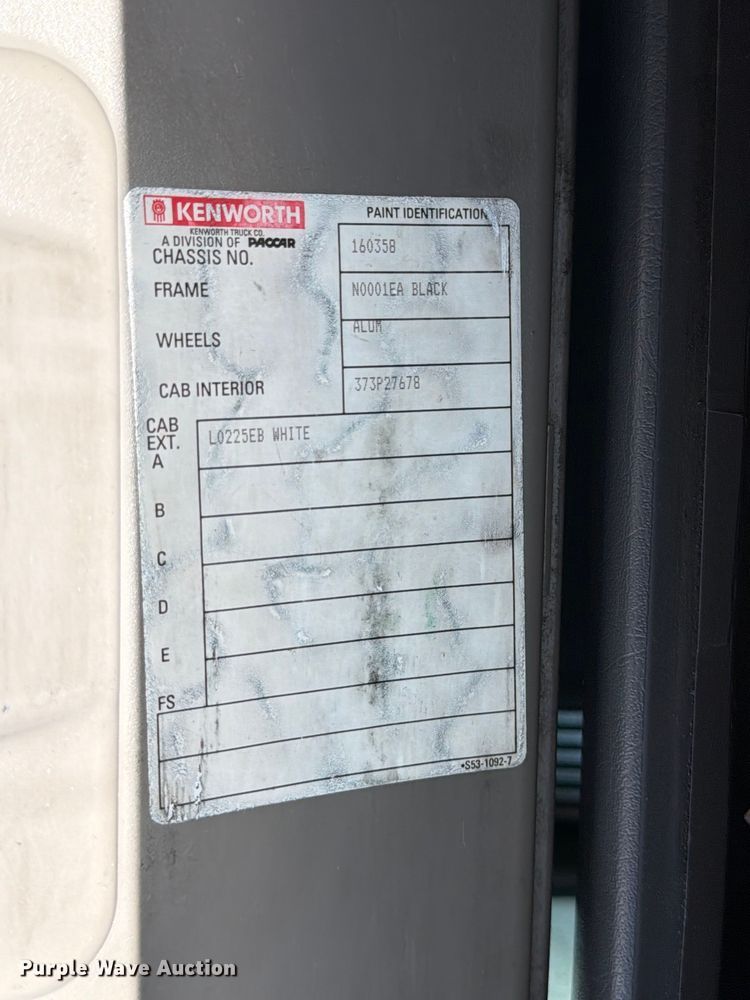 KENWORTH
PAINT IDENTIFICATION
KENWORTH TRUCK CO.
A DIVISION OF PACCAR
CHASSIS NO. 160358
FRAME N0001EA BLACK
WHEELS ALUM
CAB INTERIOR 373P27678
CAB
EXT.
A L0225EB WHITE
B
C
D
E
FS
•S53-1092-7
Purple Wave Auction